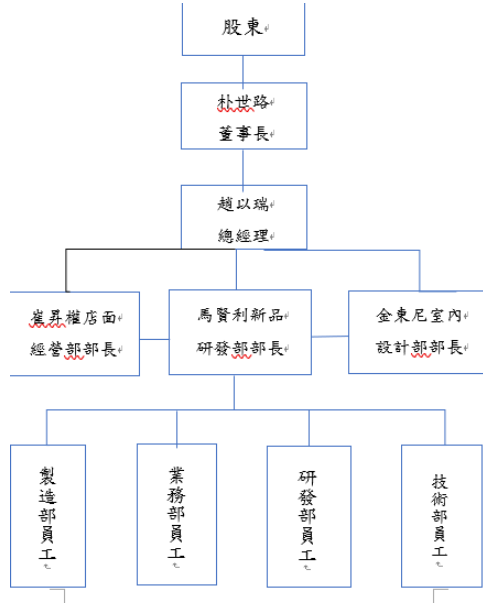 股東
朴世路
董事長
趙以瑞
總經理
崔昇權店面
經營部部長
馬賢利新品
研發部部長
金東尼室內
設計部部長
製造部員工
業務部員工
研發部員工
技術部員工